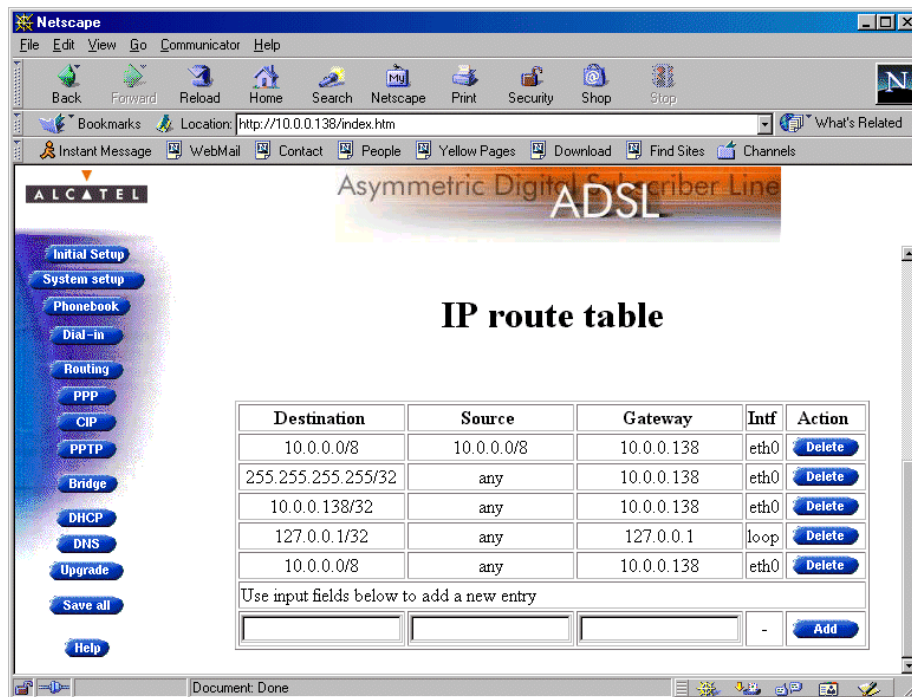 Netscape
File Edit View Go Communicator Help
Back Forward Reload Home Search Netscape Print Security Shop Stop
My
N
Bookmarks Location: http://10.0.0.138/index.htm What's Related
Instant Message WebMail Contact People Yellow Pages Download Find Sites Channels
ALCATEL
Asymmetric Digital Subscriber Line
ADSL
Initial Setup
System setup
Phonebook
Dial-in
Routing
PPP
CIP
PPTP
Bridge
DHCP
DNS
Upgrade
Save all
Help
IP route table
Destination Source Gateway Intf Action
10.0.0.0/8 10.0.0.0/8 10.0.0.138 eth0 Delete
255.255.255.255/32 any 10.0.0.138 eth0 Delete
10.0.0.138/32 any 10.0.0.138 eth0 Delete
127.0.0.1/32 any 127.0.0.1 loop Delete
10.0.0.0/8 any 10.0.0.138 eth0 Delete
Use input fields below to add a new entry
- Add
Document: Done